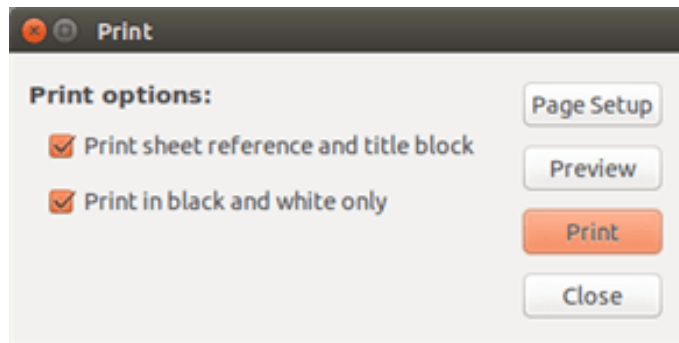 Print
Print options:
Print sheet reference and title block
Print in black and white only
Page Setup
Preview
Print
Close